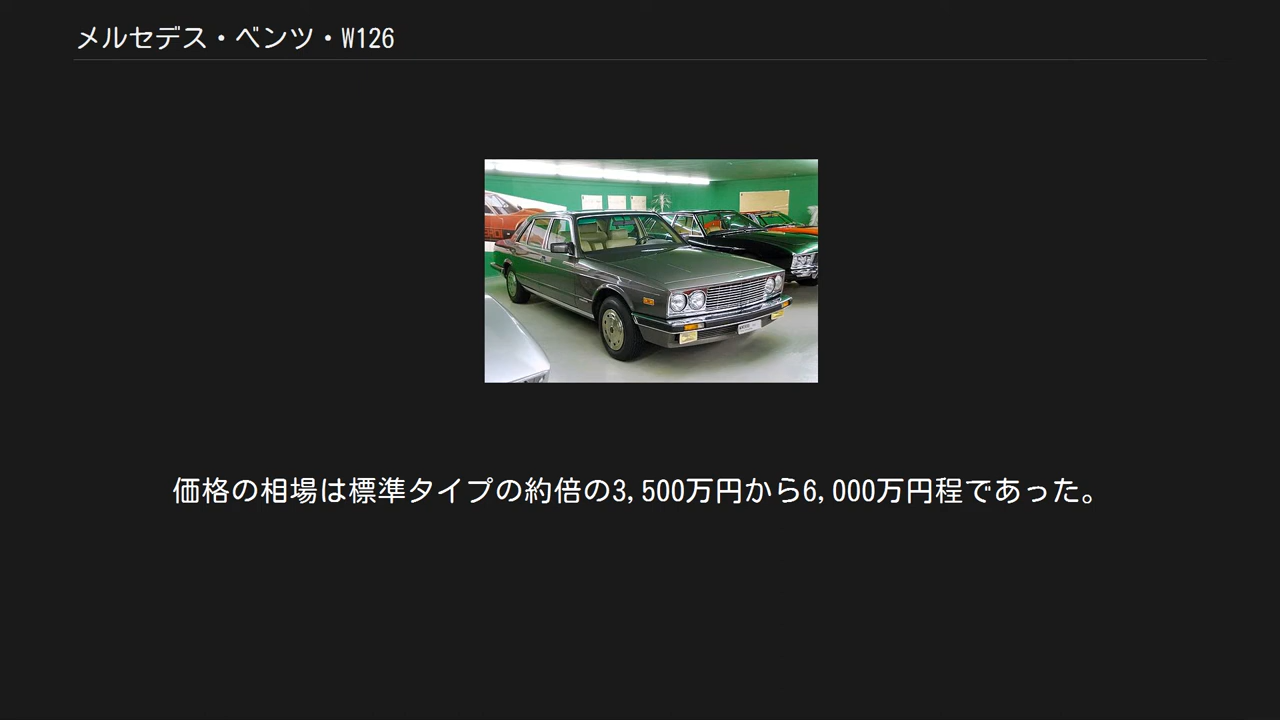 メルセデス・ベンツ・W126
価格の相場は標準タイプの約倍の3,500万円から6,000万円程であった。